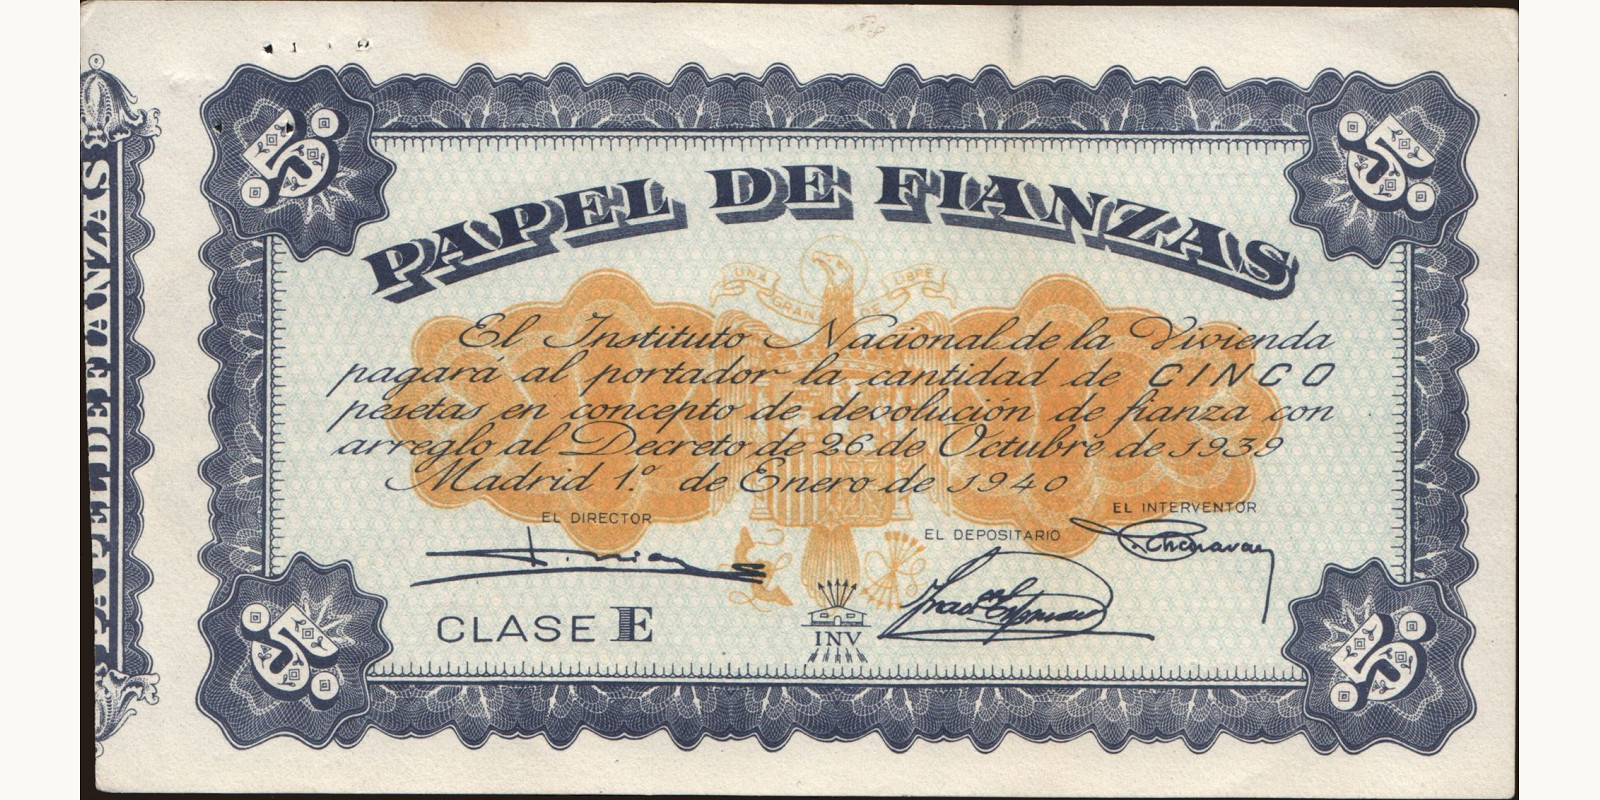 PAPEL DE FIANZAS
PAPEL DE FIANZAS
5
5
UNA GRANDE LIBRE
El Instituto Nacional de la Vivienda
pagará al portador la cantidad de CINCO
pesetas en concepto de devolución de fianza con
arreglo al Decreto de 26 de Octubre de 1939
Madrid 1.º de Enero de 1940
EL DIRECTOR
EL DEPOSITARIO
EL INTERVENTOR
CLASE E
INV
5
5